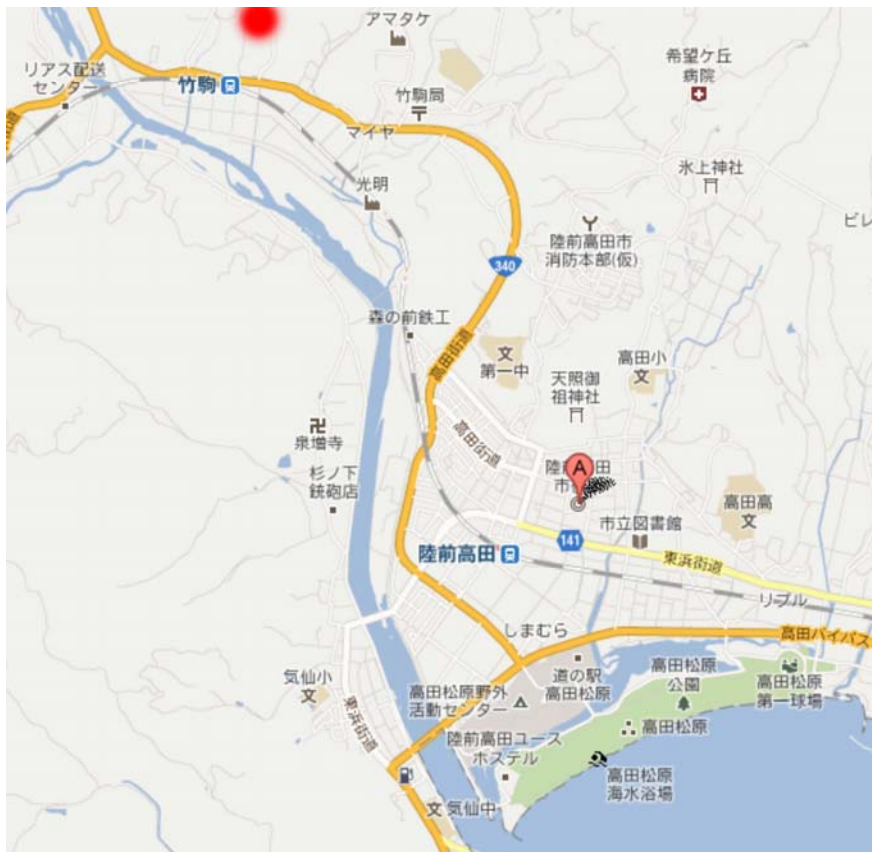 アマタケ
リアス配送
センター
竹駒
希望ケ丘
病院
竹駒局
マイヤ
氷上神社
光明
ビレ
陸前高田市
消防本部(仮)
340
森の前鉄工
高田街道
第一中
文
高田小
文
天照御
祖神社
高田街道
卍
泉増寺
A
杉ノ下
銃砲店
高田高
文
市立図書館
141
陸前高田
東浜街道
リプル
しまむら
高田バイパス
気仙小
文
道の駅
高田松原
高田松原
公園
高田松原
第一球場
高田松原野外
活動センター
東浜街道
高田松原
陸前高田ユース
ホステル
高田松原
海水浴場
文 気仙中